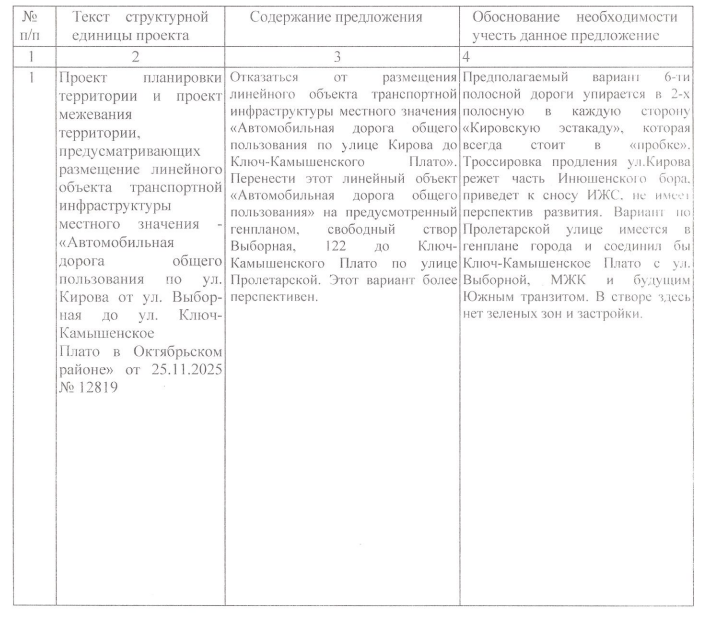 № п/п
Текст структурной единицы проекта
Содержание предложения
Обоснование необходимости учесть данное предложение
1
2
3
4
1
Проект планировки
территории и проект
межевания
территории,
предусматривающих
размещение линейного
объекта транспортной
инфраструктуры
местного значения -
«Автомобильная
дорога общего
пользования по ул.
Кирова от ул. Выбор-
ная до ул. Ключ-
Камышенское
Плато в Октябрьском
районе» от 25.11.2025
№ 12819
Отказаться от размещения
линейного объекта транспортной
инфраструктуры местного значения
«Автомобильная дорога общего
пользования по улице Кирова до
Ключ-Камышенского Плато».
Перенести этот линейный объект
«Автомобильная дорога общего
пользования» на предусмотренный
генпланом, свободный створ
Выборная, 122 до Ключ-
Камышенского Плато по улице
Пролетарской. Этот вариант более
перспективен.
Предполагаемый вариант 6-ти
полосной дороги упирается в 2-х
полосную в каждую сторону
«Кировскую эстакаду», которая
всегда стоит в «пробке».
Троссировка продления ул.Кирова
режет часть Инюшенского бора,
приведет к сносу ИЖС, не имеет
перспектив развития. Вариант по
Пролетарской улице имеется в
генплане города и соединил бы
Ключ-Камышенское Плато с ул.
Выборной, МЖК и будущим
Южным транзитом. В створе здесь
нет зеленых зон и застройки.